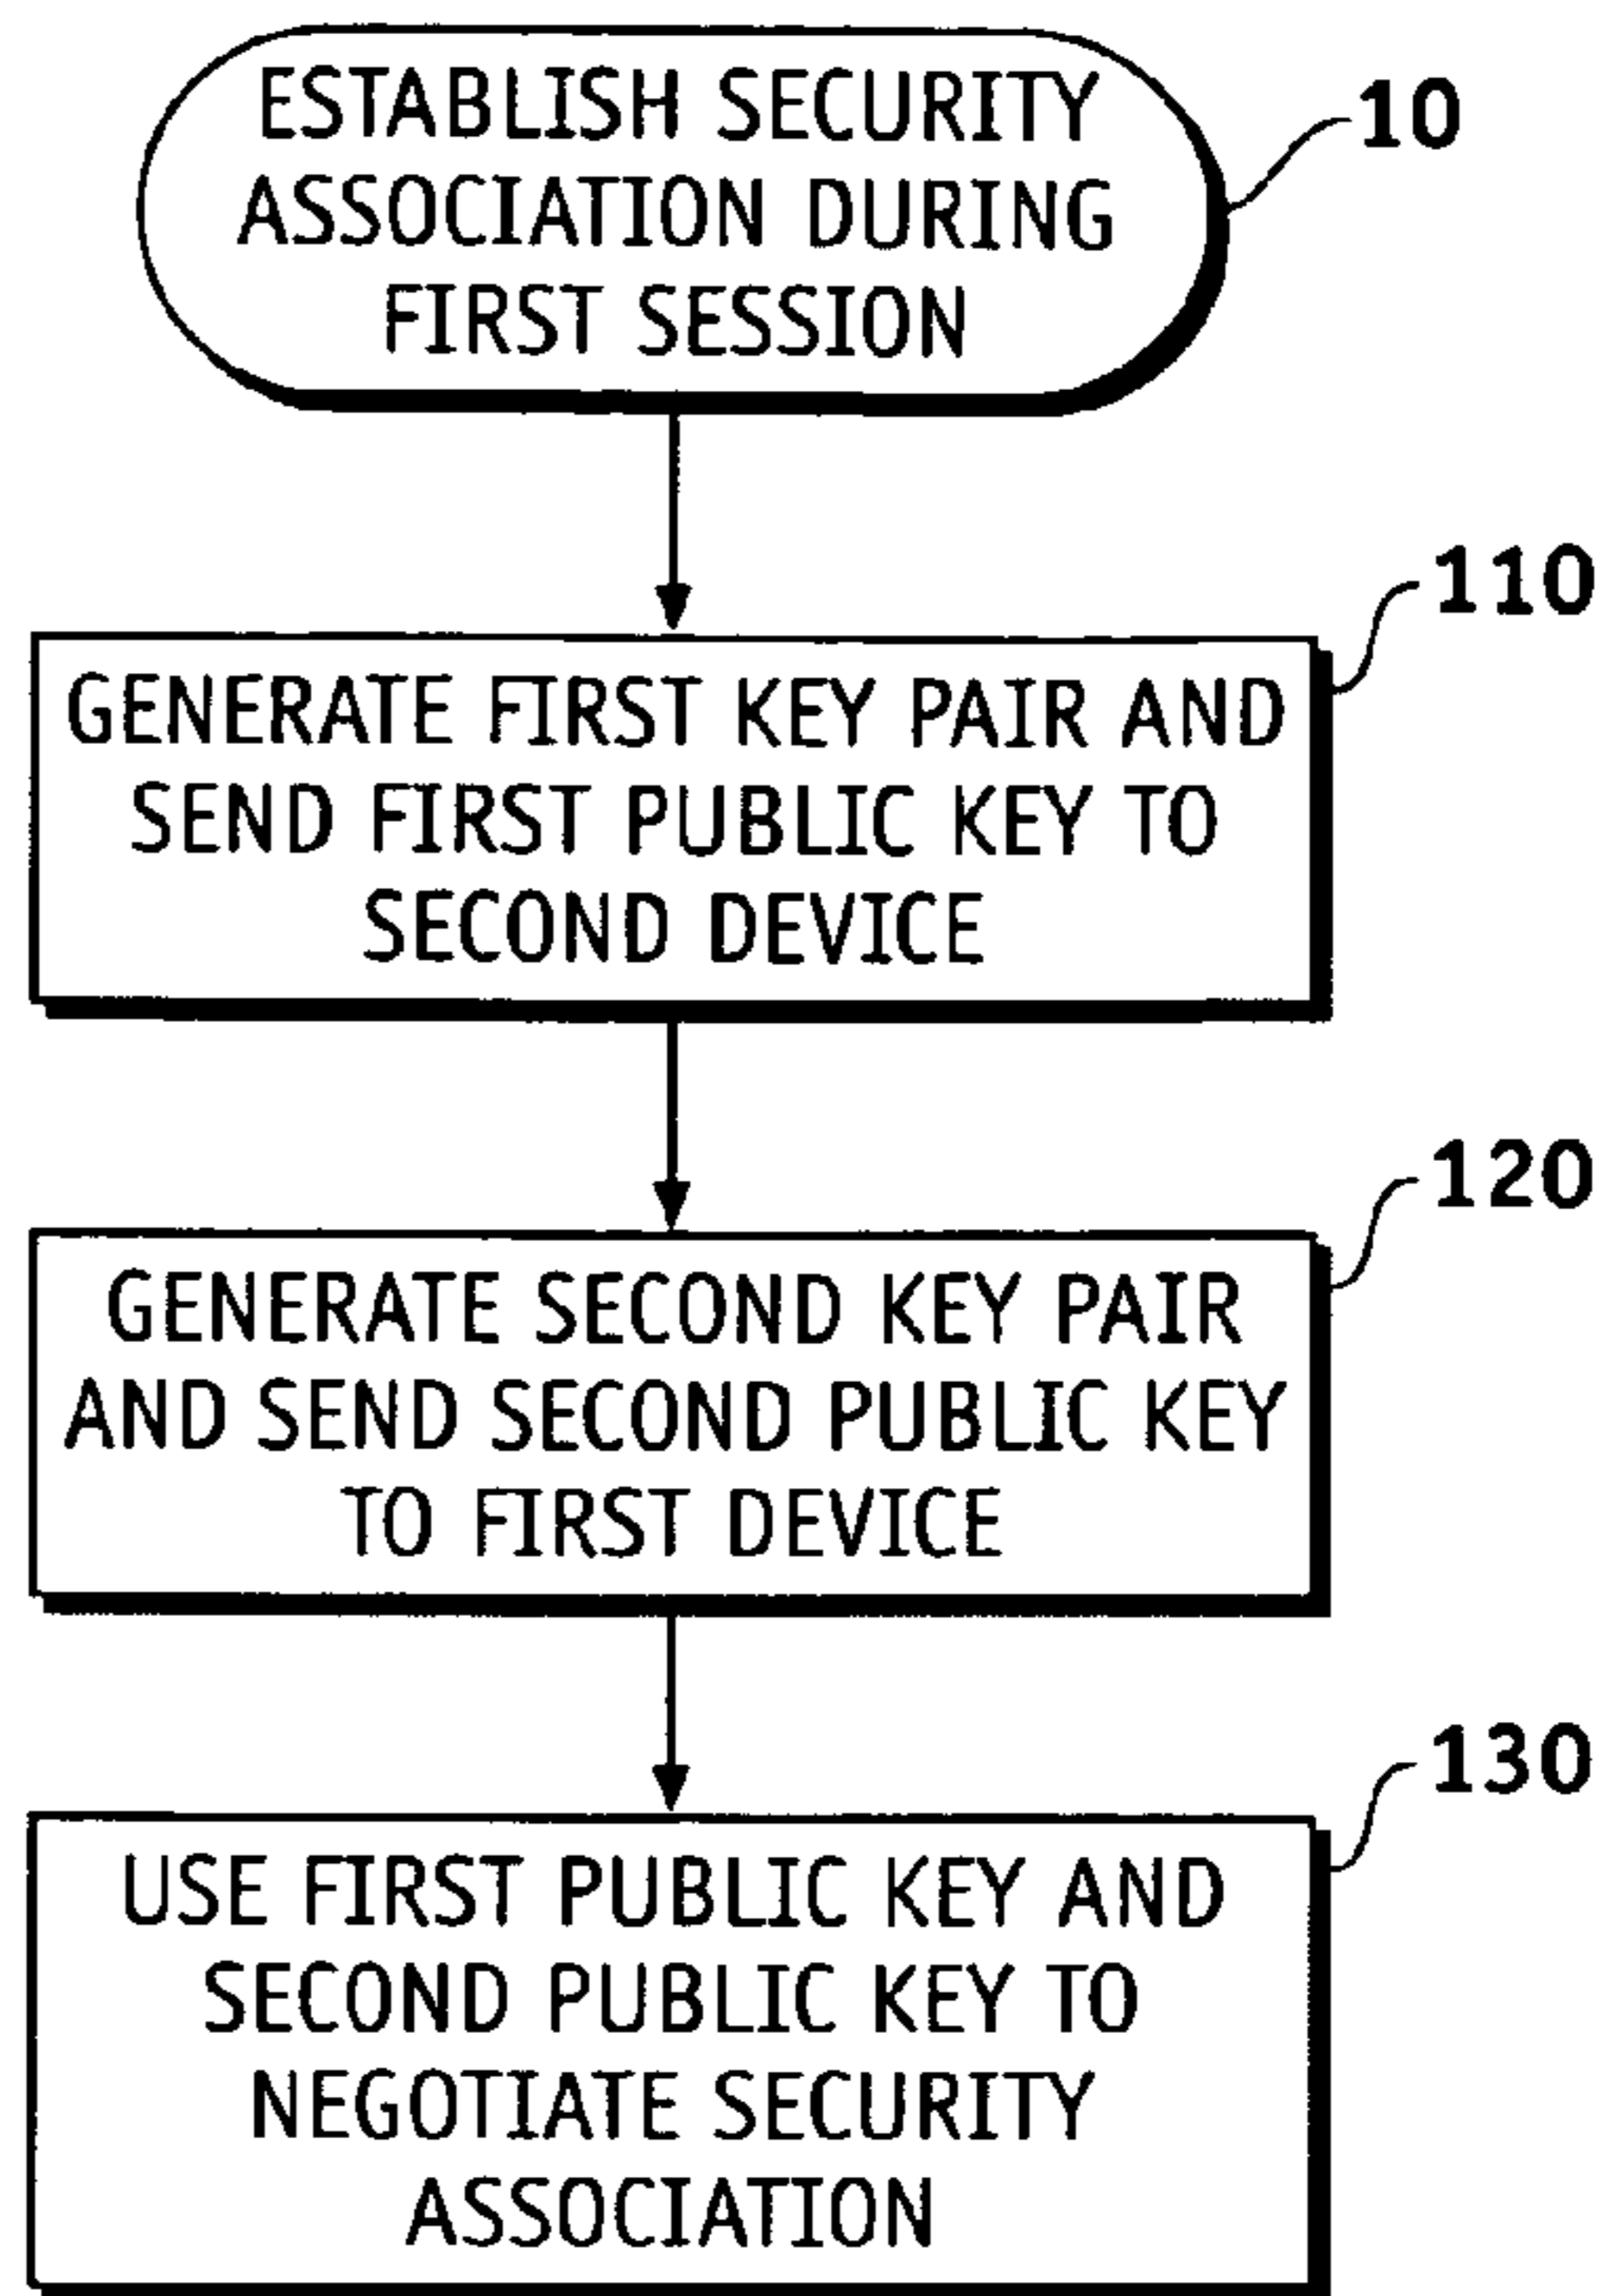 ESTABLISH SECURITY
ASSOCIATION DURING
FIRST SESSION
10
GENERATE FIRST KEY PAIR AND
SEND FIRST PUBLIC KEY TO
SECOND DEVICE
110
GENERATE SECOND KEY PAIR
AND SEND SECOND PUBLIC KEY
TO FIRST DEVICE
120
USE FIRST PUBLIC KEY AND
SECOND PUBLIC KEY TO
NEGOTIATE SECURITY
ASSOCIATION
130